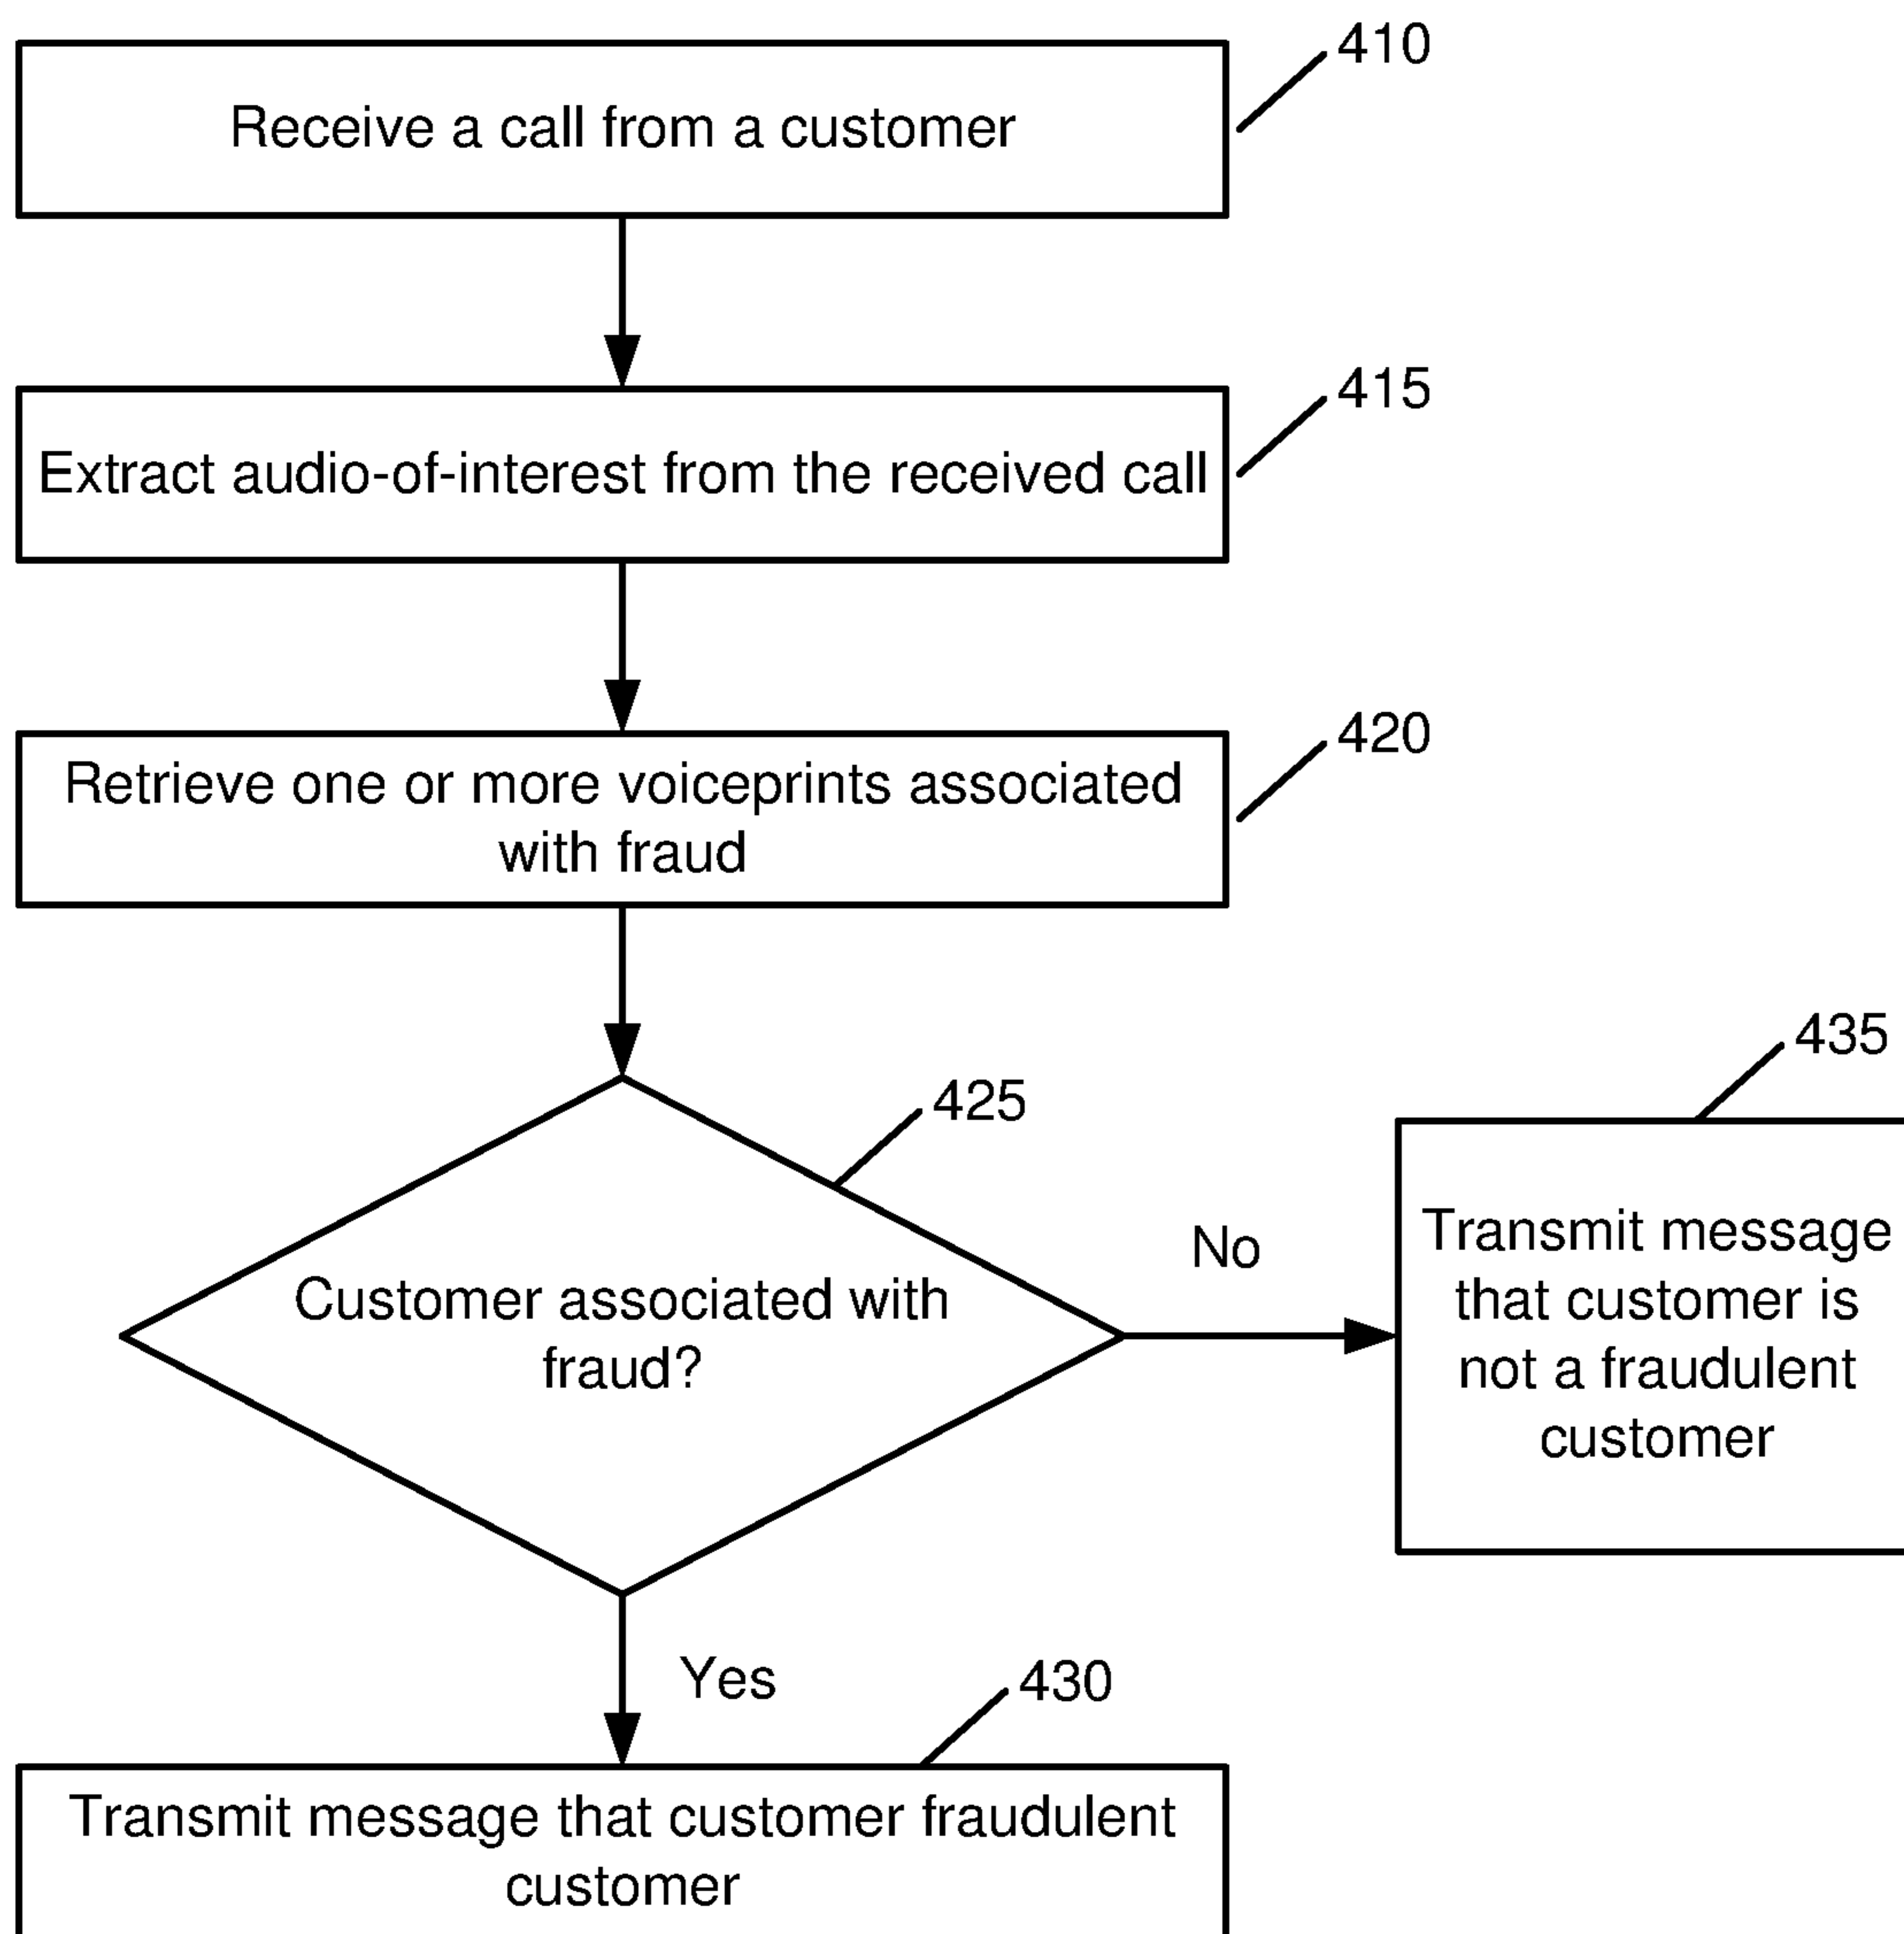 410
Receive a call from a customer
415
Extract audio-of-interest from the received call
420
Retrieve one or more voiceprints associated
with fraud
435
425
No
Transmit message
that customer is
not a fraudulent
customer
Customer associated with
fraud?
Yes
430
Transmit message that customer fraudulent
customer